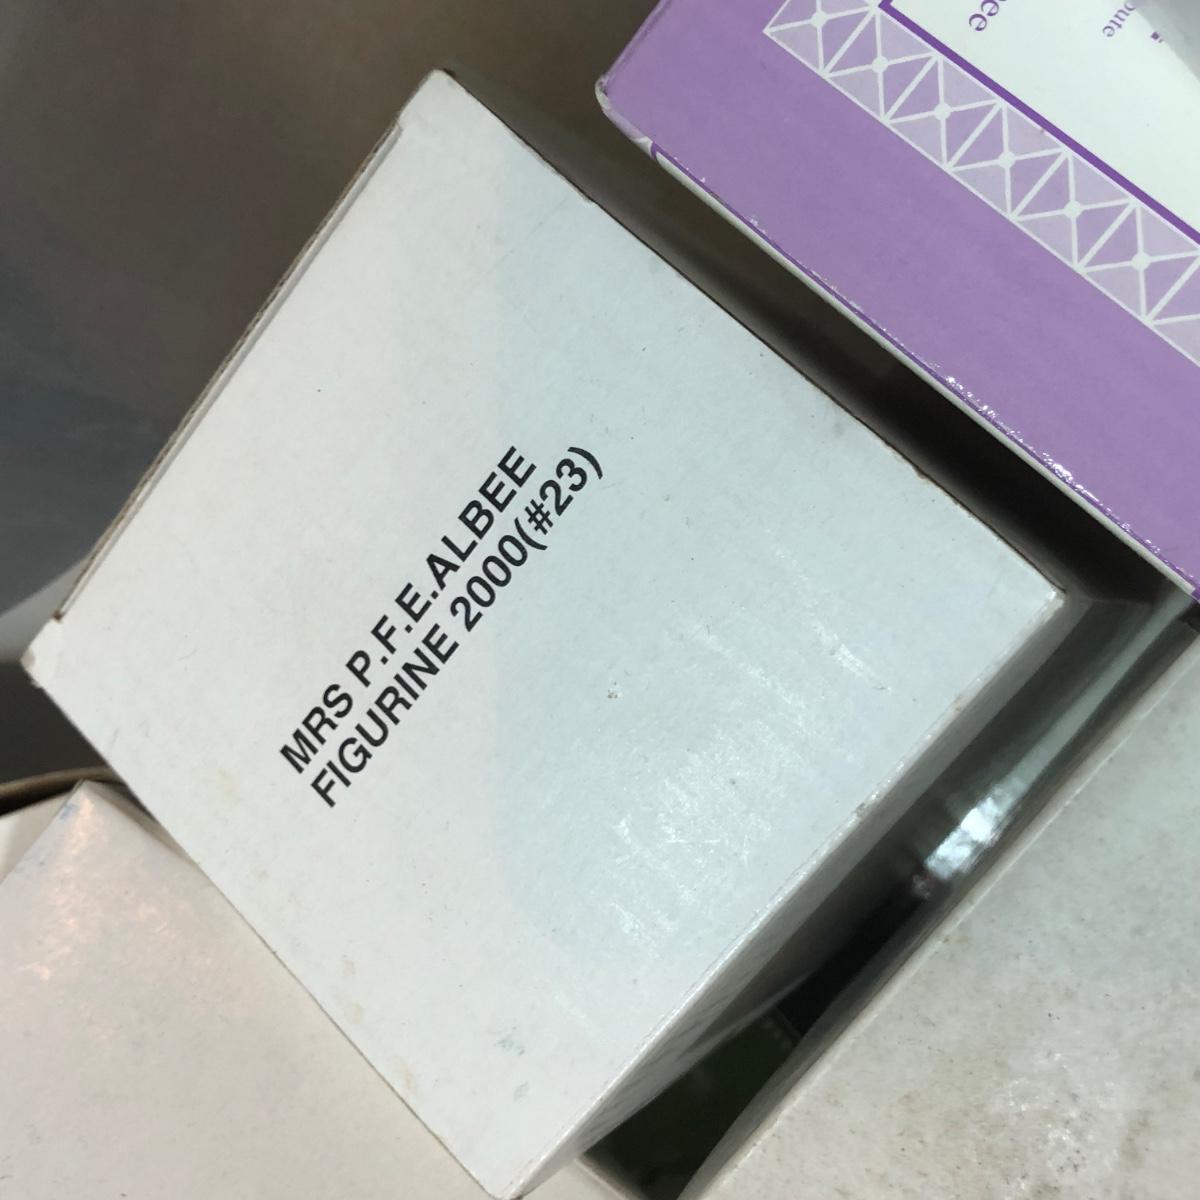 MRS P.F.E.ALBEE
FIGURINE 2000(#23)